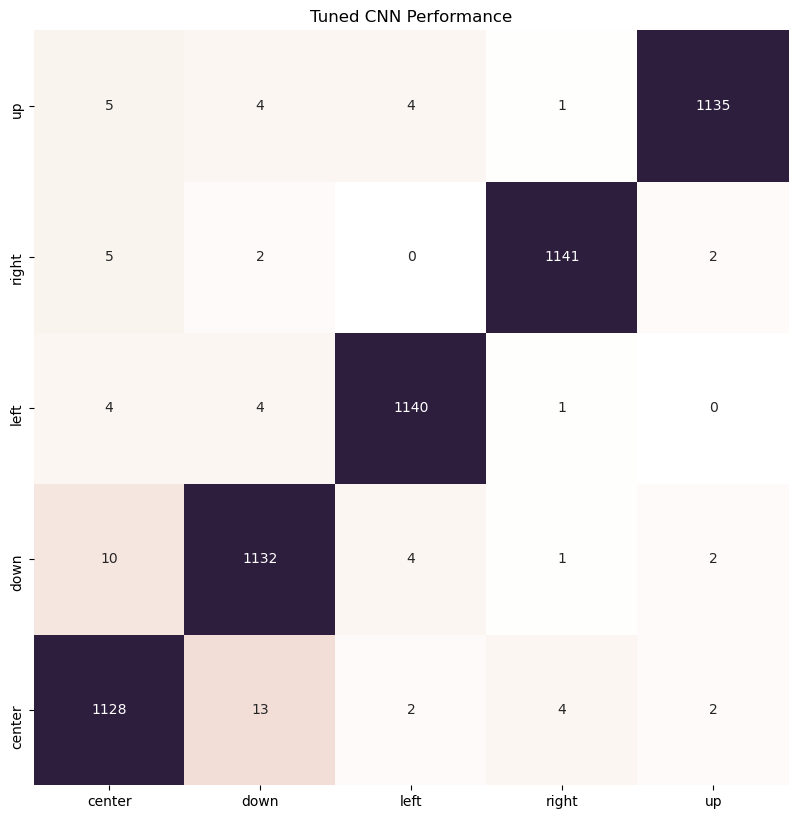 Tuned CNN Performance
up 5 4 4 1 1135
right 5 2 0 1141 2
left 4 4 1140 1 0
down 10 1132 4 1 2
center 1128 13 2 4 2
center down left right up